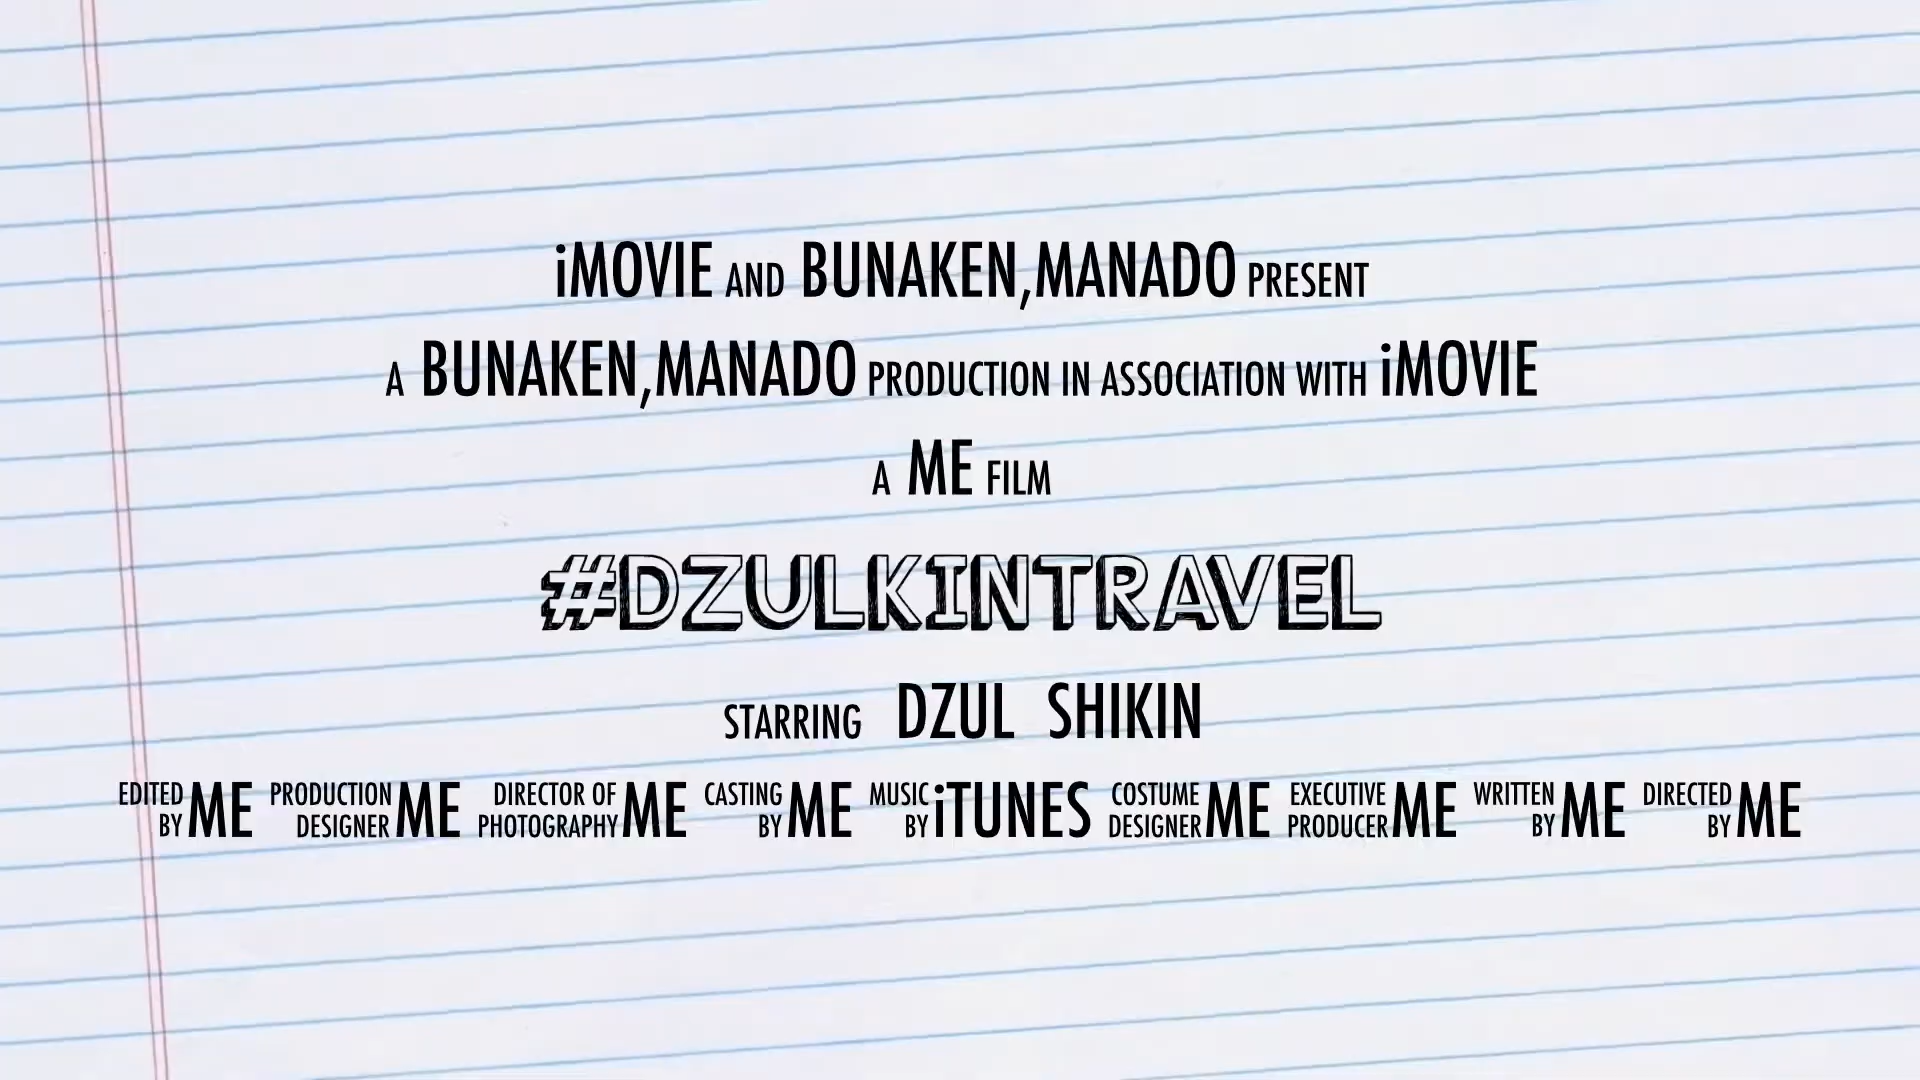 iMOVIE AND BUNAKEN,MANADO PRESENT
A BUNAKEN,MANADO PRODUCTION IN ASSOCIATION WITH iMOVIE
A ME FILM
#DZULKINTRAVEL
STARRING DZUL SHIKIN
EDITED BY ME PRODUCTION DESIGNER ME DIRECTOR OF PHOTOGRAPHY ME CASTING BY ME MUSIC BY iTUNES COSTUME DESIGNER ME EXECUTIVE PRODUCER ME WRITTEN BY ME DIRECTED BY ME